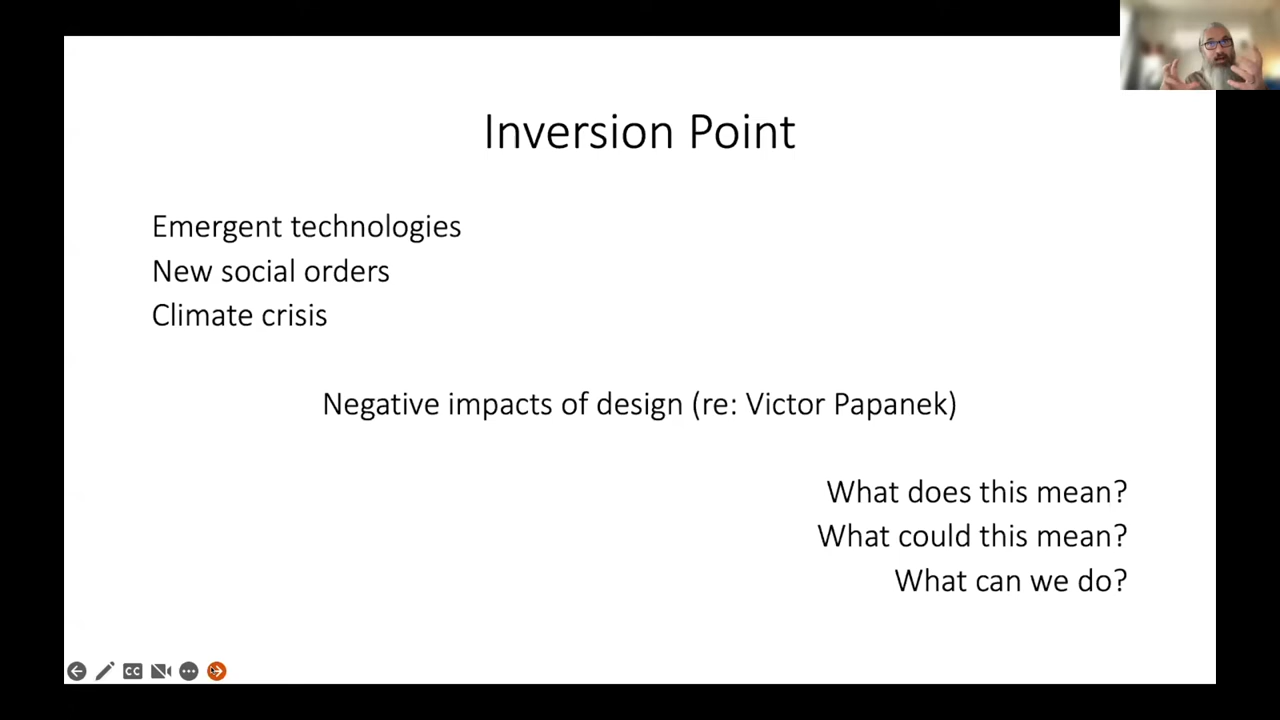 Inversion Point
Emergent technologies
New social orders
Climate crisis
Negative impacts of design (re: Victor Papanek)
What does this mean?
What could this mean?
What can we do?
CC